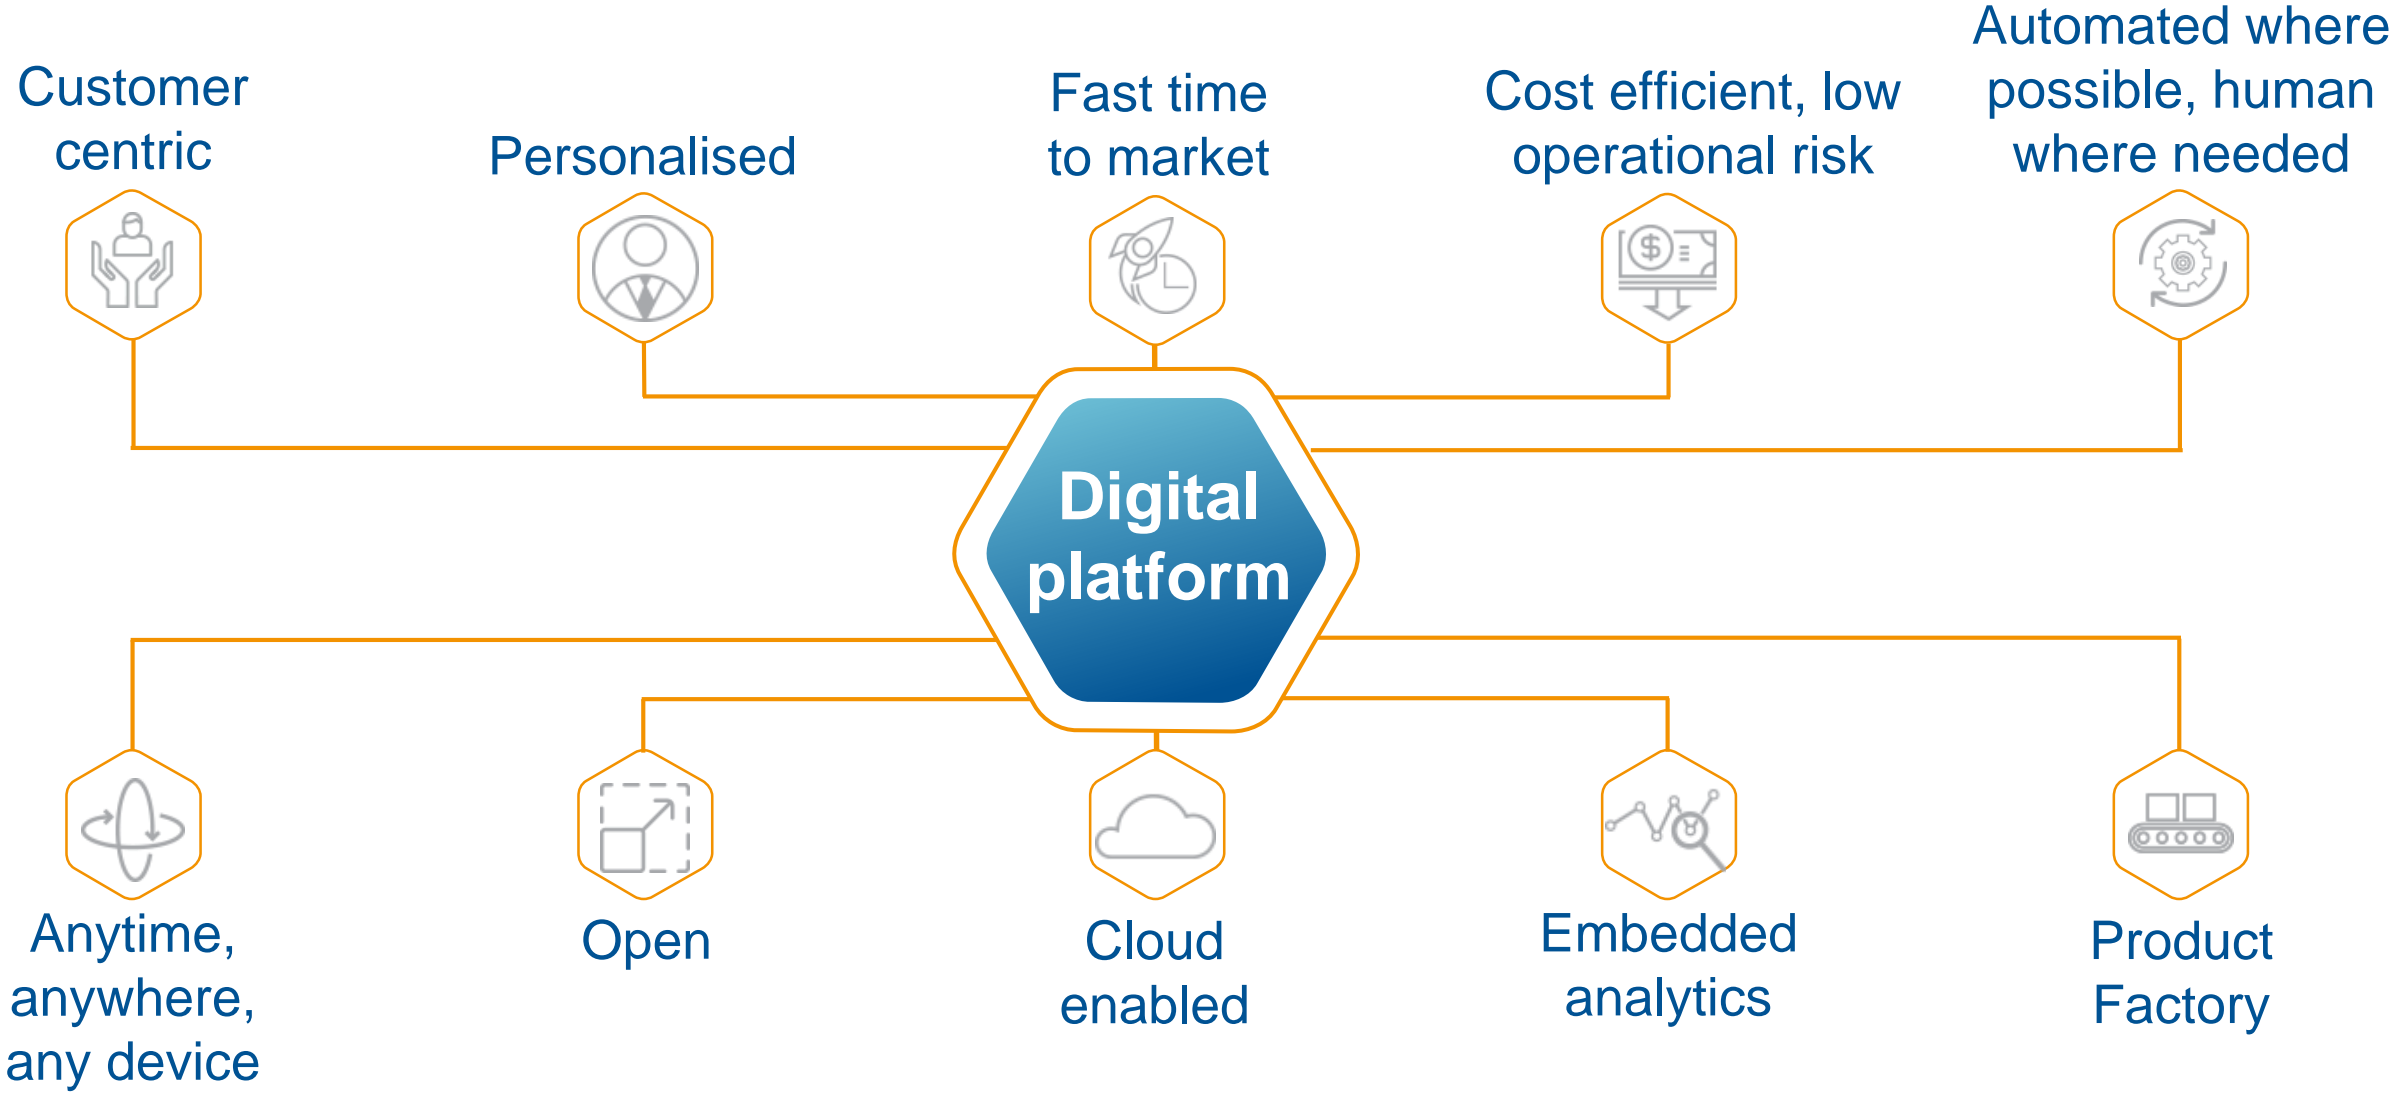 Customer
centric
Personalised
Fast time
to market
Cost efficient, low
operational risk
Automated where
possible, human
where needed
Digital
platform
Anytime,
anywhere,
any device
Open
Cloud
enabled
Embedded
analytics
Product
Factory